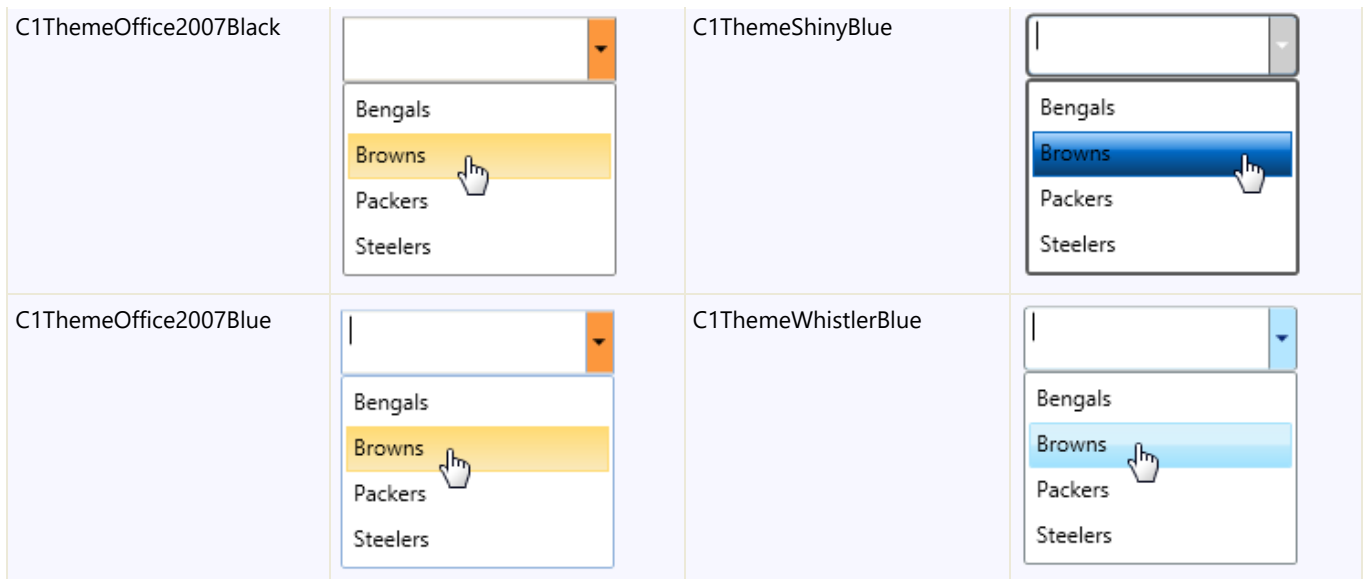 C1ThemeOffice2007Black
Bengals
Browns
Packers
Steelers
C1ThemeShinyBlue
Bengals
Browns
Packers
Steelers
C1ThemeOffice2007Blue
Bengals
Browns
Packers
Steelers
C1ThemeWhistlerBlue
Bengals
Browns
Packers
Steelers